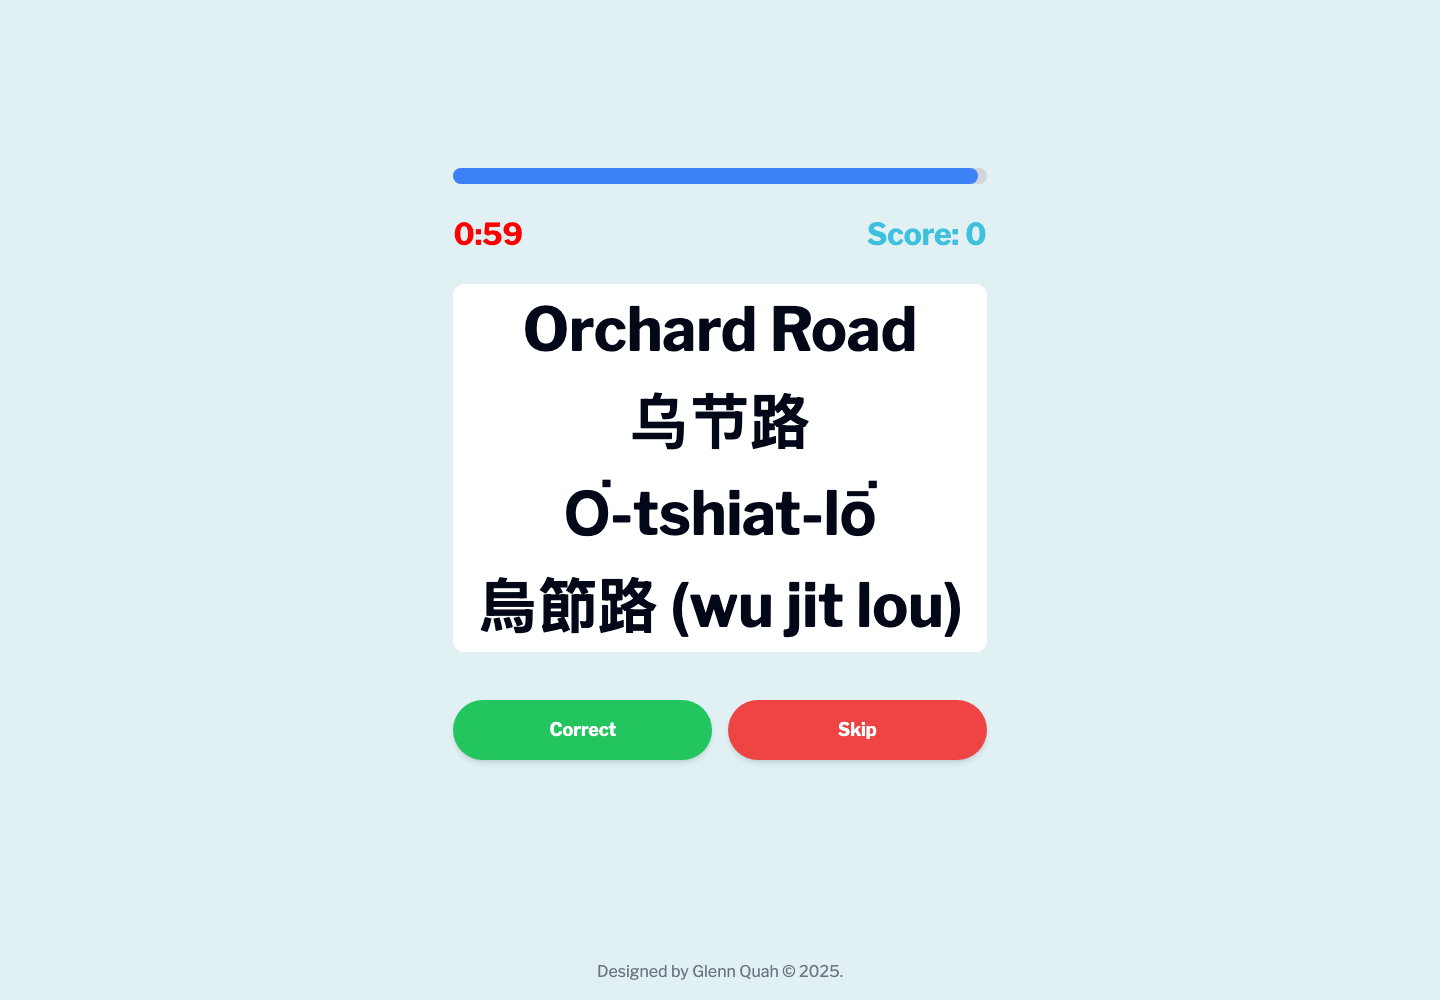 0:59
Score: 0
Orchard Road
乌节路
O͘-tshiat-lō͘
烏節路 (wu jit lou)
Correct
Skip
Designed by Glenn Quah © 2025.